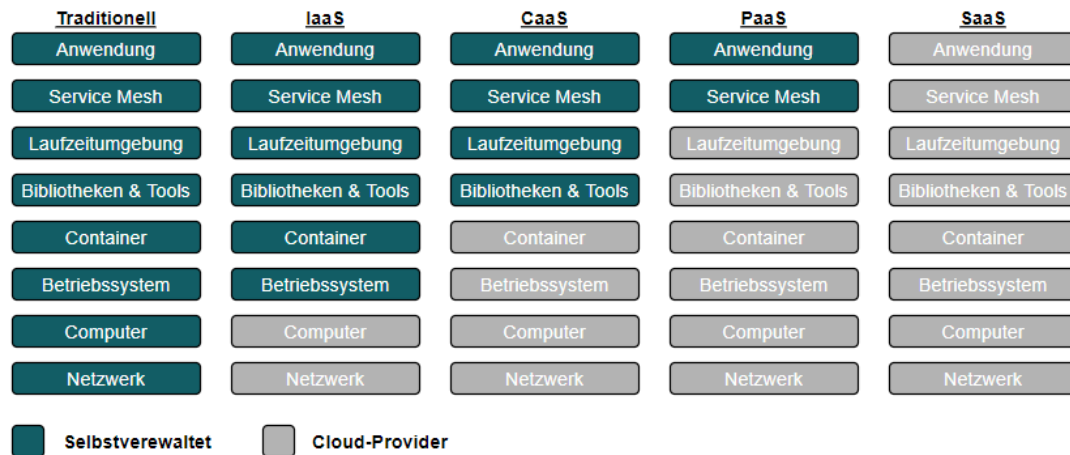 Traditionell IaaS CaaS PaaS SaaS
Anwendung Anwendung Anwendung Anwendung Anwendung
Service Mesh Service Mesh Service Mesh Service Mesh Service Mesh
Laufzeitumgebung Laufzeitumgebung Laufzeitumgebung Laufzeitumgebung Laufzeitumgebung
Bibliotheken & Tools Bibliotheken & Tools Bibliotheken & Tools Bibliotheken & Tools Bibliotheken & Tools
Container Container Container Container Container
Betriebssystem Betriebssystem Betriebssystem Betriebssystem Betriebssystem
Computer Computer Computer Computer Computer
Netzwerk Netzwerk Netzwerk Netzwerk Netzwerk
Selbstverewaltet Cloud-Provider